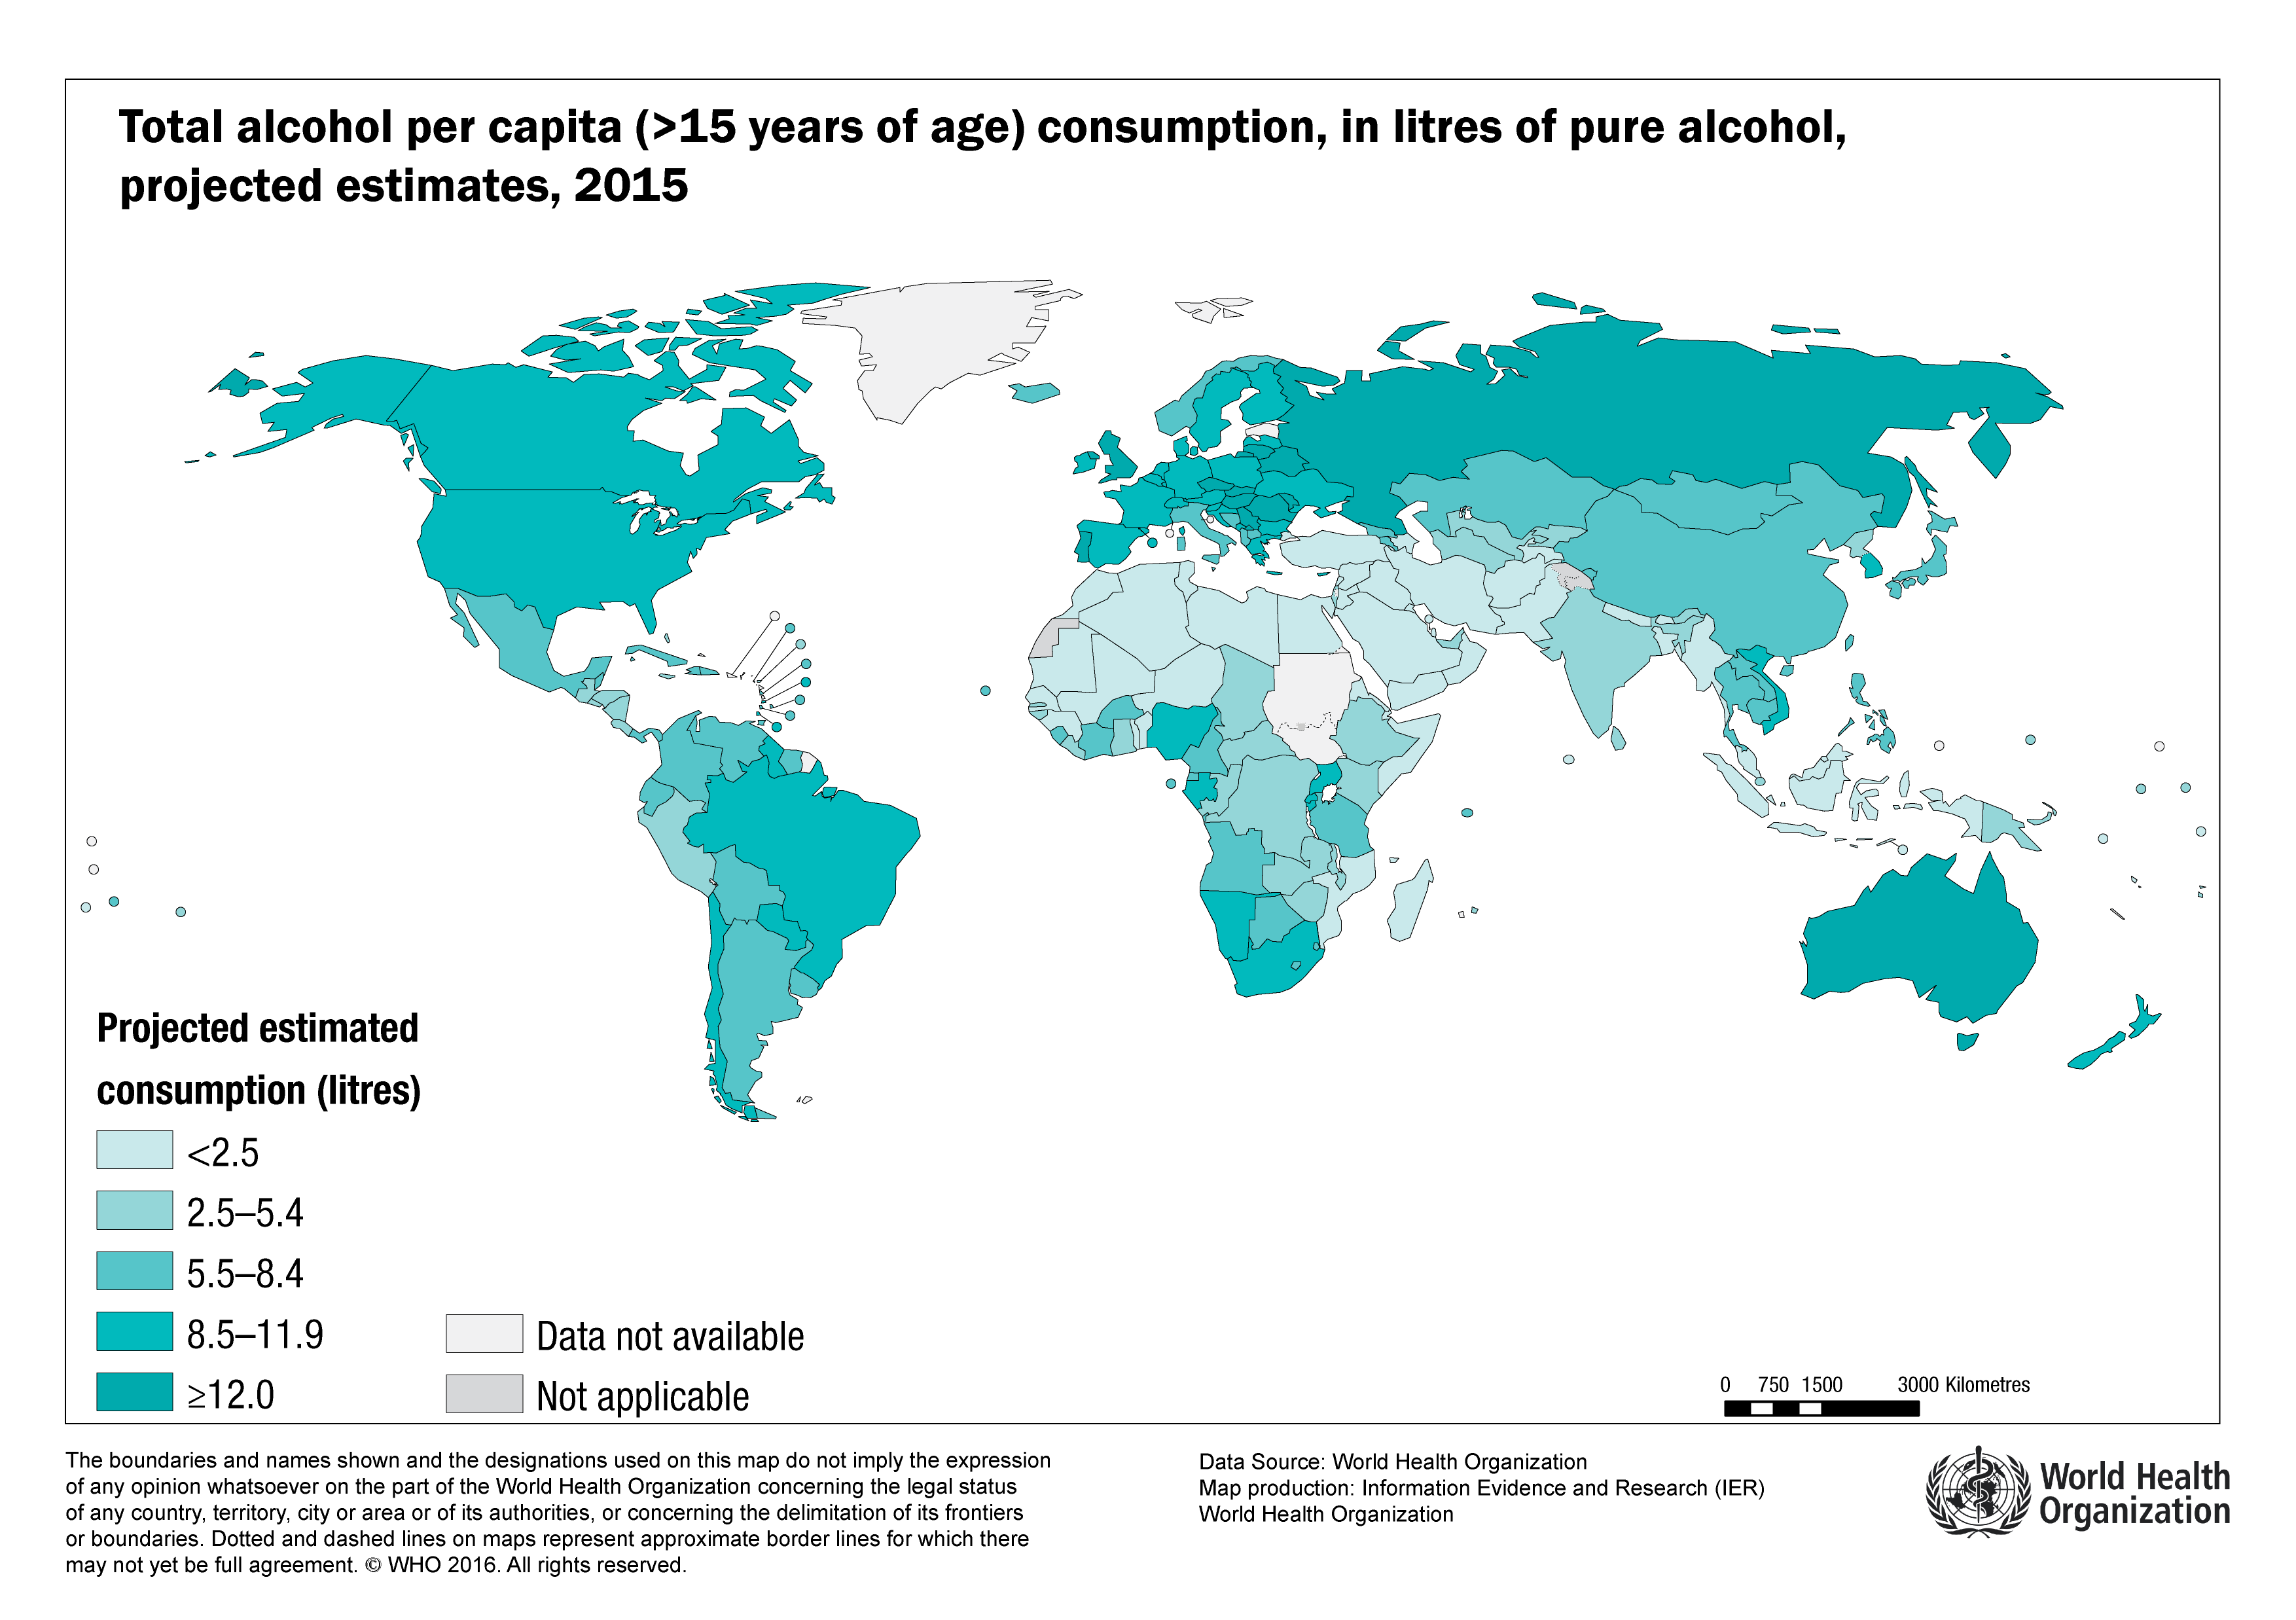 Total alcohol per capita (>15 years of age) consumption, in litres of pure alcohol,
projected estimates, 2015
Projected estimated
consumption (litres)
<2.5
2.5–5.4
5.5–8.4
8.5–11.9
≥12.0
Data not available
Not applicable
0 750 1500 3000 Kilometres
The boundaries and names shown and the designations used on this map do not imply the expression
of any opinion whatsoever on the part of the World Health Organization concerning the legal status
of any country, territory, city or area or of its authorities, or concerning the delimitation of its frontiers
or boundaries. Dotted and dashed lines on maps represent approximate border lines for which there
may not yet be full agreement. © WHO 2016. All rights reserved.
Data Source: World Health Organization
Map production: Information Evidence and Research (IER)
World Health Organization
World Health
Organization